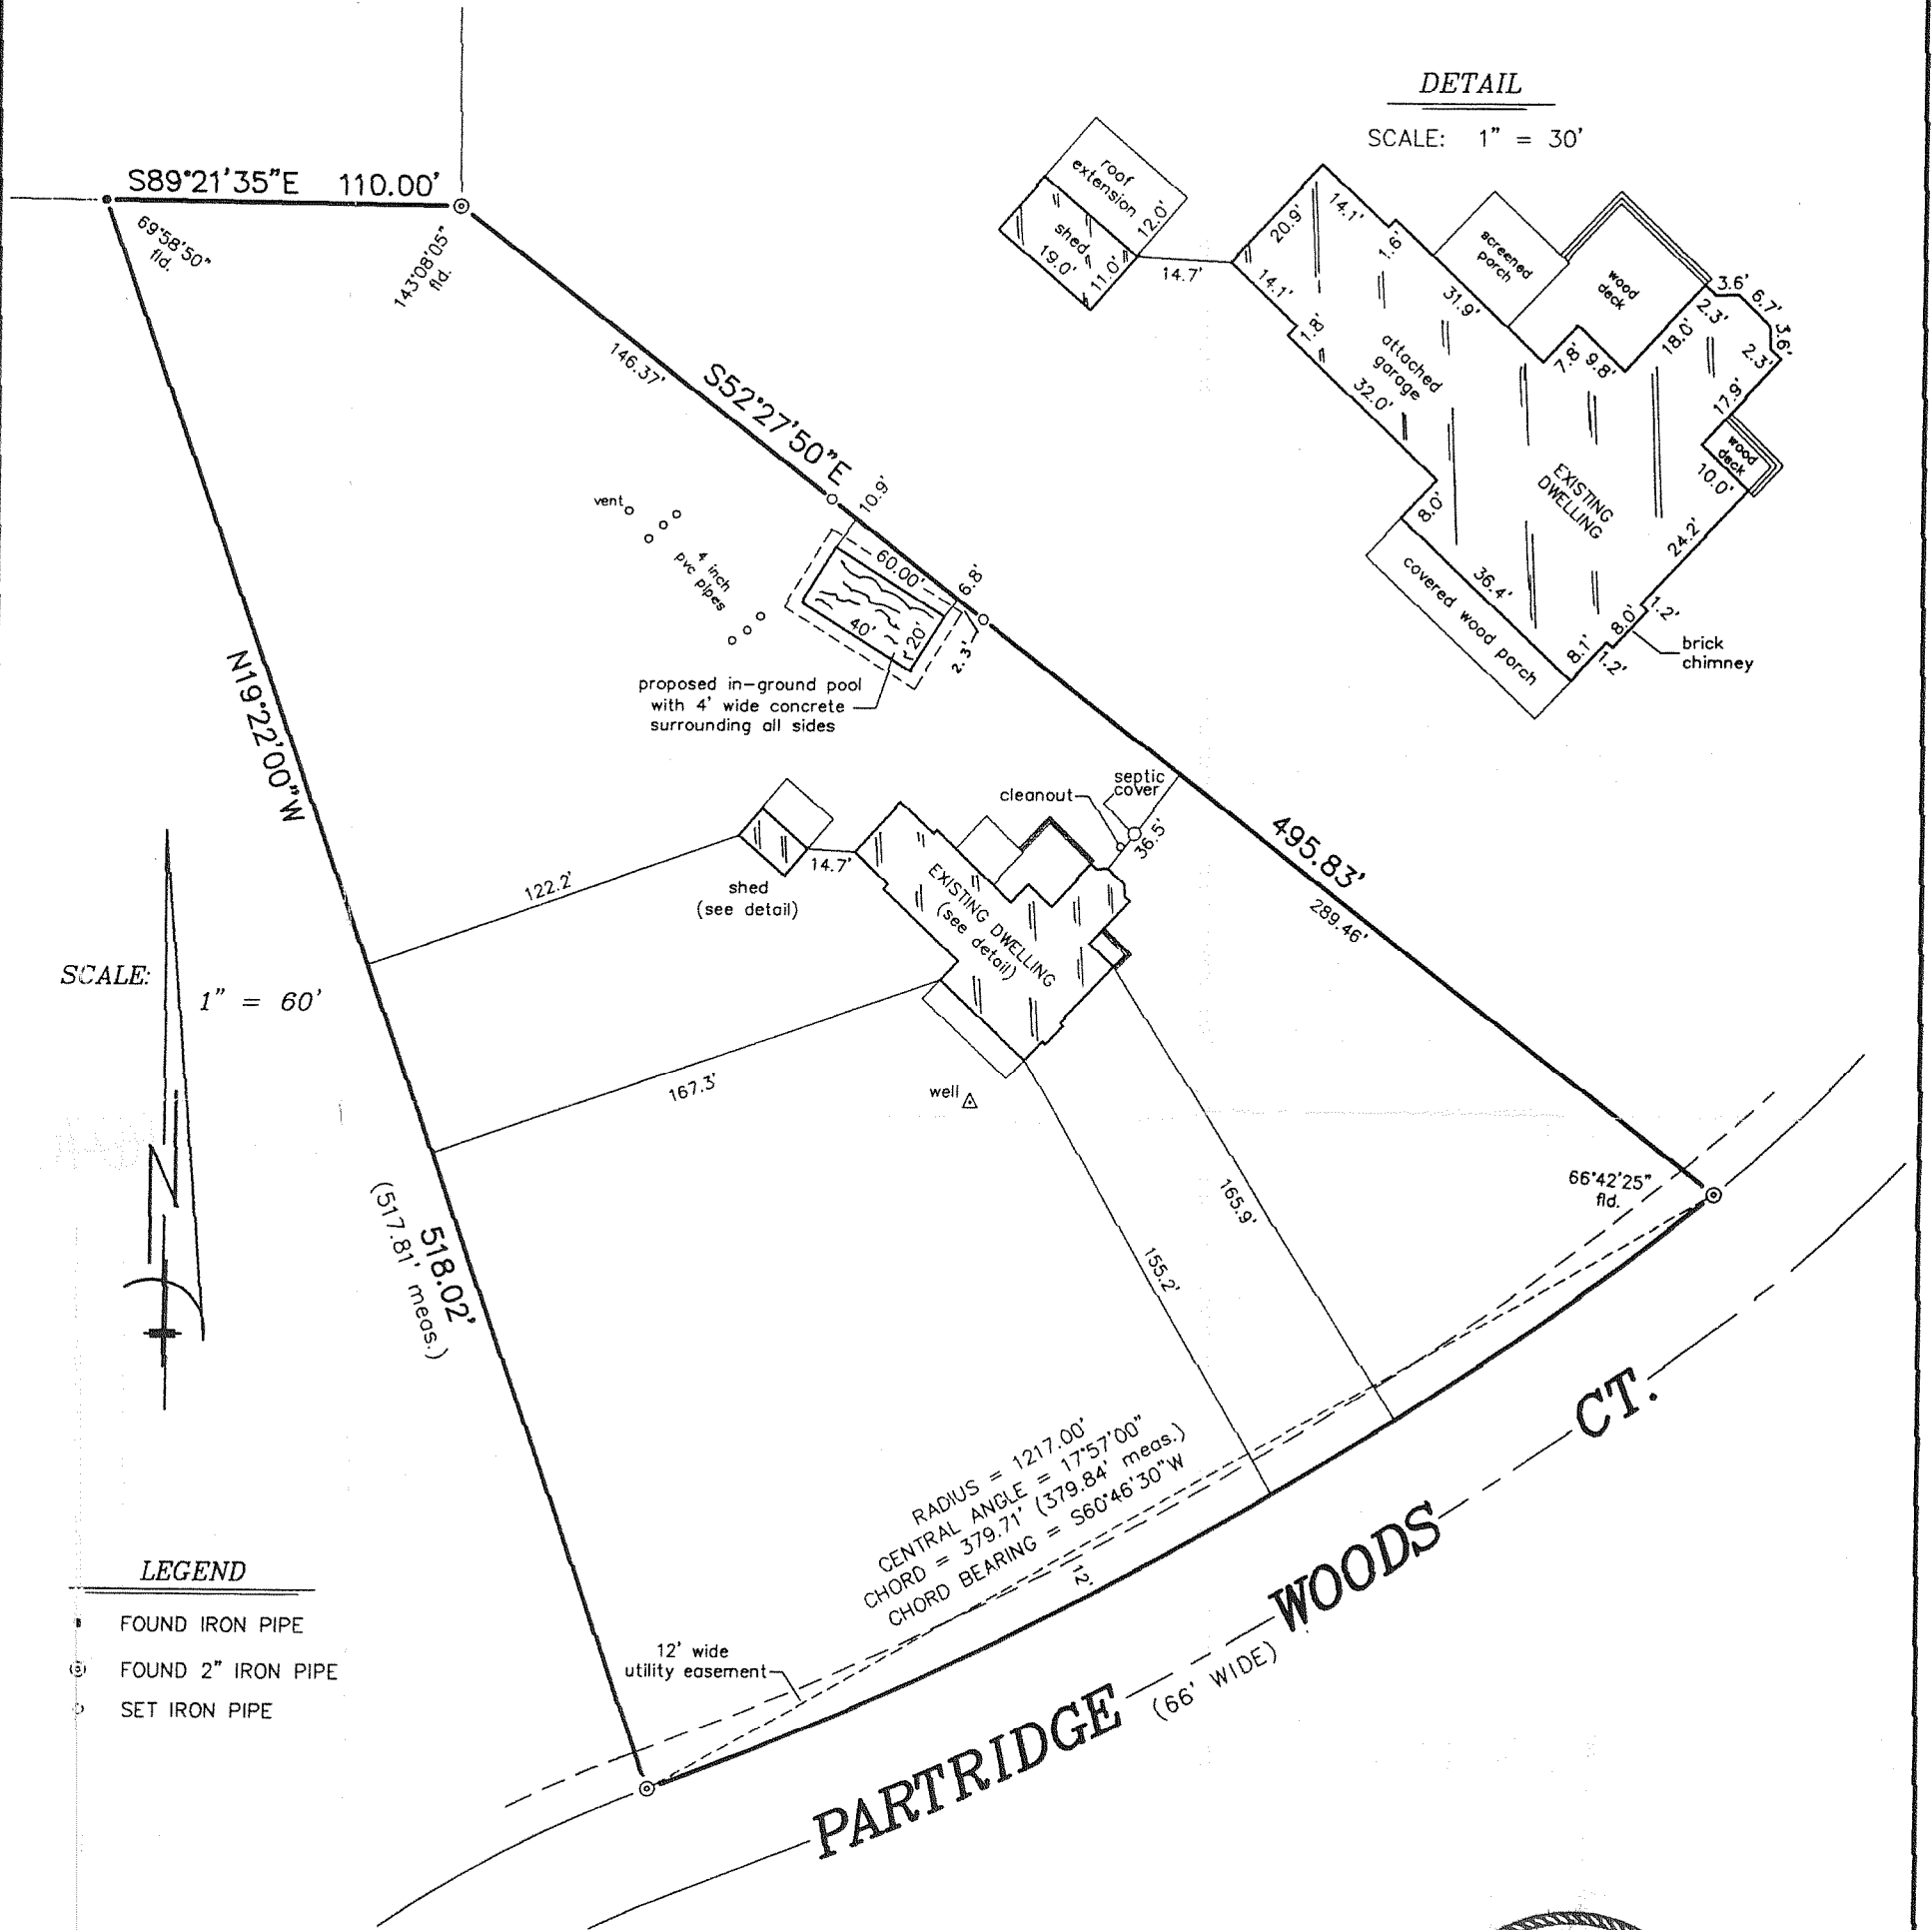 DETAIL
SCALE: 1" = 30'
S89°21'35"E 110.00'
69°58'50"
fld.
143°08'05"
fld.
roof
extension
12.0'
shed
19.0'
11.0'
14.7'
20.9'
14.1'
1.6'
14.1'
1.8'
31.9'
attached
garage
32.0'
screened
porch
wood
deck
3.6'
6.7'
3.6'
2.3'
2.3'
18.0'
7.8'
9.8'
17.9'
wood
deck
10.0'
EXISTING
DWELLING
8.0'
24.2'
36.4'
covered wood porch
1.2'
8.0'
8.1'
1.2'
brick
chimney
146.37'
S52°27'50"E
10.9'
vent
4 inch
pvc pipes
60.00'
6.8'
40'
20'
2.3'
proposed in-ground pool
with 4' wide concrete
surrounding all sides
N19°22'00"W
septic
cover
cleanout
36.5'
495.83'
289.46'
122.2'
14.7'
shed
(see detail)
EXISTING DWELLING
(see detail)
SCALE:
1" = 60'
167.3'
well
N
518.02'
(517.81' meas.)
165.9'
155.2'
66°42'25"
fld.
RADIUS = 1217.00'
CENTRAL ANGLE = 17°57'00"
CHORD = 379.71' (379.84' meas.)
CHORD BEARING = S60°46'30"W
12'
12' wide
utility easement
PARTRIDGE WOODS CT.
(66' WIDE)
LEGEND
FOUND IRON PIPE
FOUND 2" IRON PIPE
SET IRON PIPE